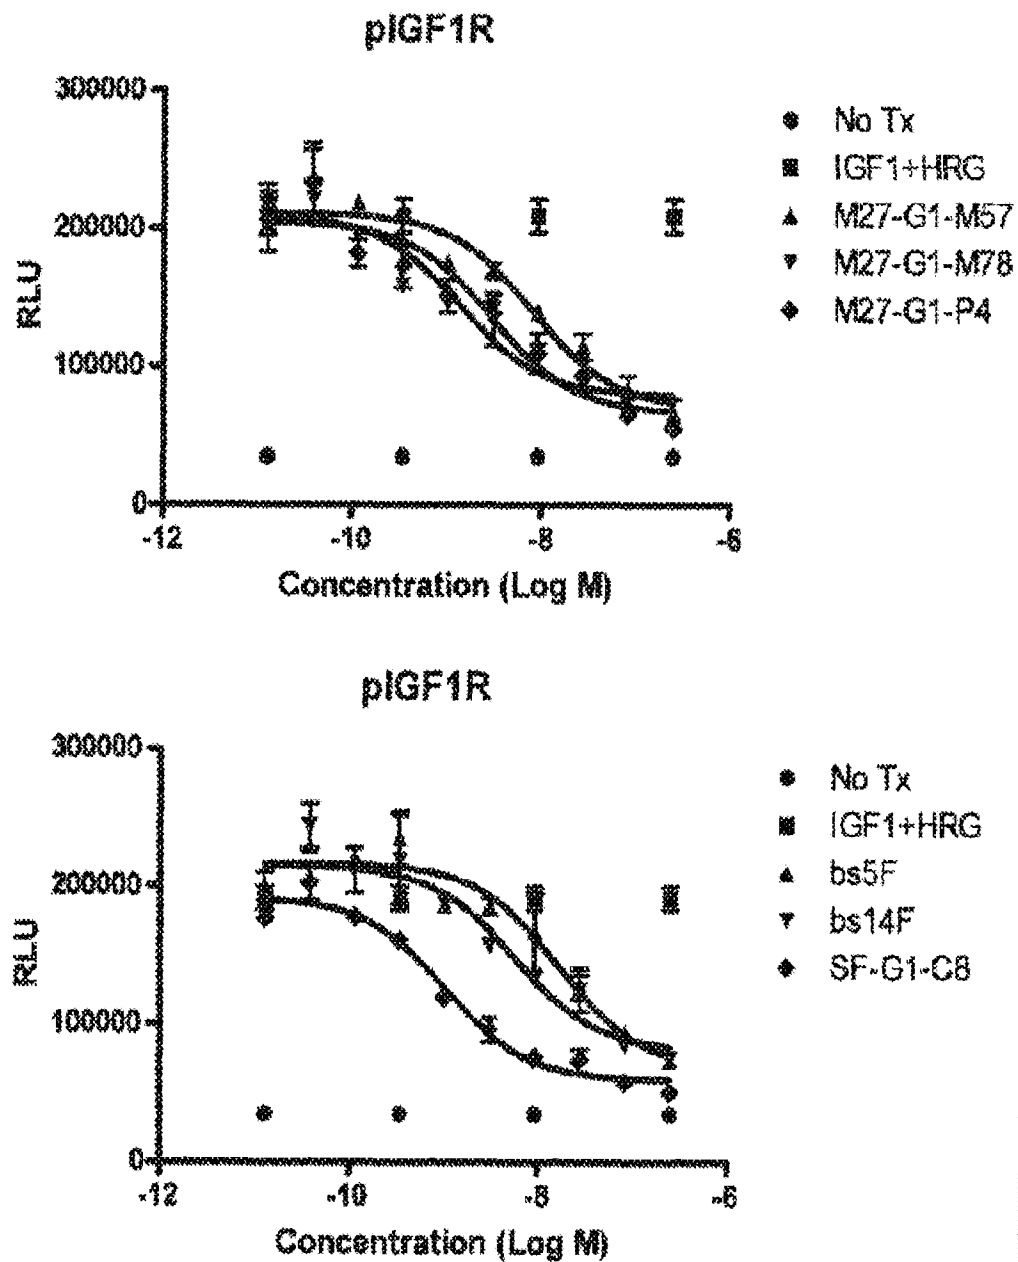 pIGF1R
300000
200000
100000
0
-12
-10
-8
-6
RLU
Concentration (Log M)
No Tx
IGF1+HRG
M27-G1-M57
M27-G1-M78
M27-G1-P4
pIGF1R
300000
200000
100000
0
-12
-10
-8
-6
RLU
Concentration (Log M)
No Tx
IGF1+HRG
bs5F
bs14F
SF-G1-C8